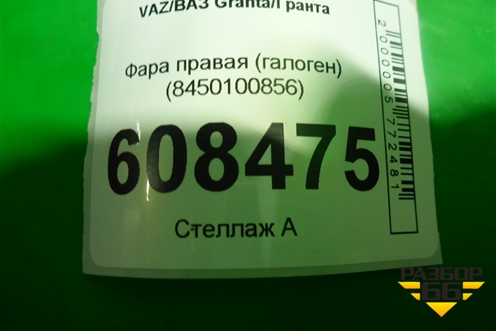 VAZ/ВАЗ Granta/Гранта
Фара правая (галоген)
(8450100856)
608475
Стеллаж А
2000005772481
РАЗБОР
66